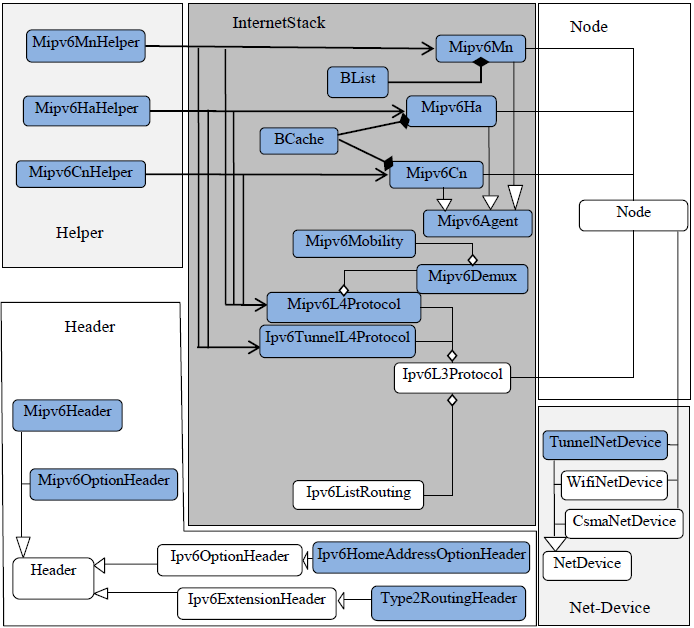 InternetStack
Node
Mipv6MnHelper
Mipv6Mn
BList
Mipv6HaHelper
Mipv6Ha
BCache
Mipv6CnHelper
Mipv6Cn
Node
Mipv6Agent
Helper
Mipv6Mobility
Mipv6Demux
Mipv6L4Protocol
Header
Ipv6TunnelL4Protocol
Ipv6L3Protocol
Mipv6Header
TunnelNetDevice
Mipv6OptionHeader
WifiNetDevice
Ipv6ListRouting
CsmaNetDevice
Ipv6OptionHeader
Ipv6HomeAddressOptionHeader
Header
NetDevice
Ipv6ExtensionHeader
Type2RoutingHeader
Net-Device